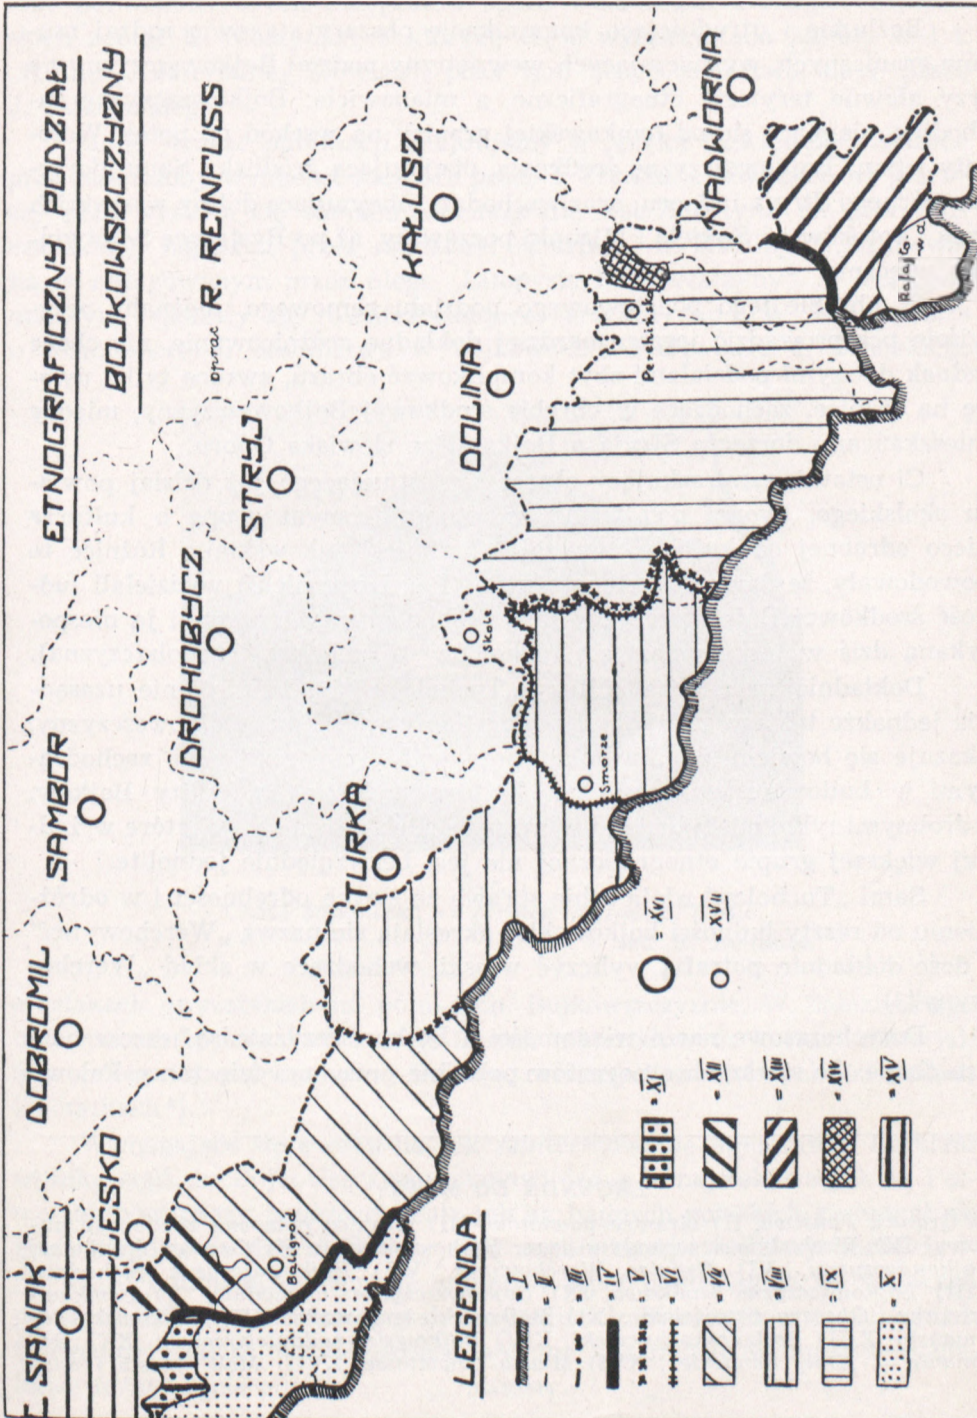 ETNOGRAFICZNY PODZIAŁ
BOJKOWSZCZYZNY
Oprac. R. REINFUSS
SANOK
LESKO
DOBROMIL
SAMBOR
DROHOBYCZ
STRYJ
KAŁUSZ
NADWÓRNA
TURKA
DOLINA
Baligród
Smorze
Skole
Perehińsko
LEGENDA
= I
= II
= III
= IV
= V
= VI
= VII
= VIII
= IX
= X
= XI
= XII
= XIII
= XIV
= XV
= XVI
= XVII